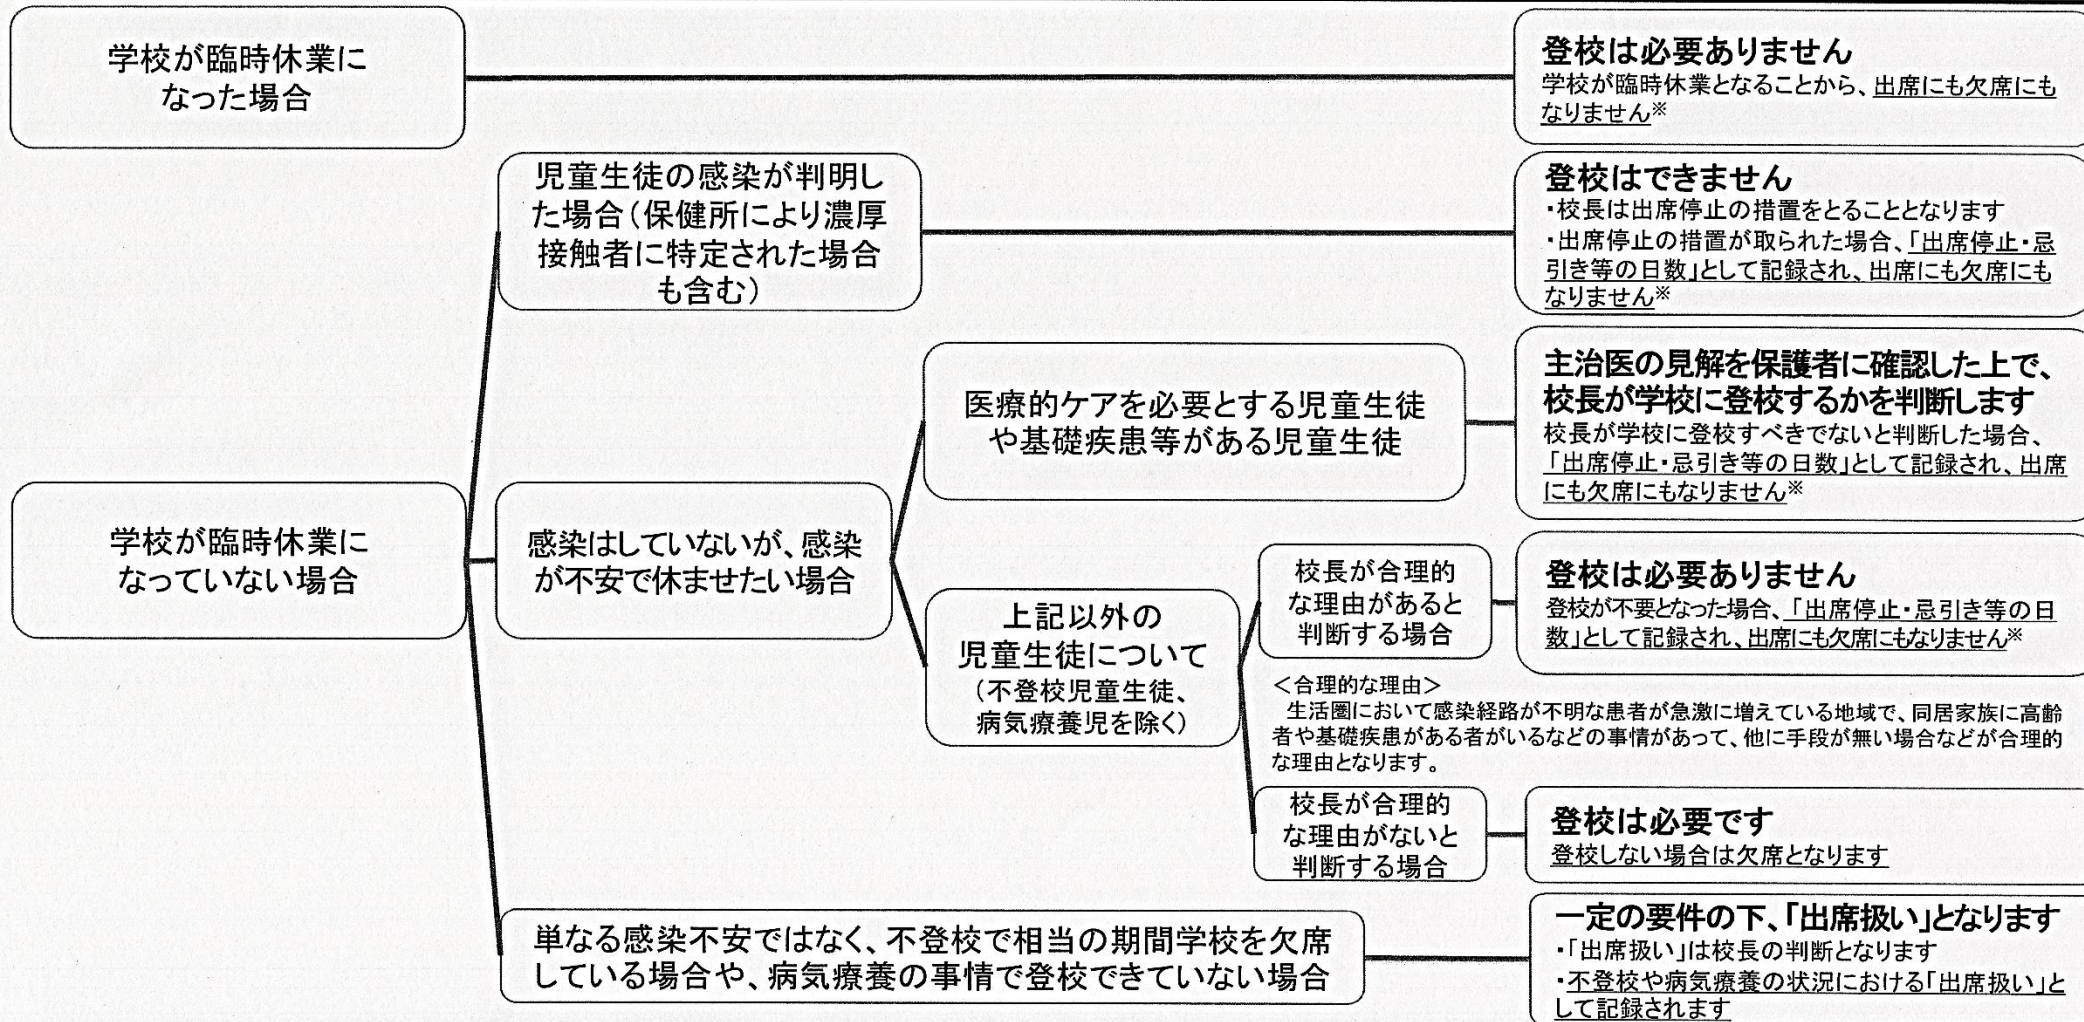 学校が臨時休業に
なった場合
登校は必要ありません
学校が臨時休業となることから、出席にも欠席にも
なりません※
児童生徒の感染が判明し
た場合(保健所により濃厚
接触者に特定された場合
も含む)
登校はできません
・校長は出席停止の措置をとることとなります
・出席停止の措置が取られた場合、「出席停止・忌
引き等の日数」として記録され、出席にも欠席にも
なりません※
学校が臨時休業に
なっていない場合
感染はしていないが、感染
が不安で休ませたい場合
医療的ケアを必要とする児童生徒
や基礎疾患等がある児童生徒
主治医の見解を保護者に確認した上で、
校長が学校に登校するかを判断します
校長が学校に登校すべきでないと判断した場合、
「出席停止・忌引き等の日数」として記録され、出席
にも欠席にもなりません※
上記以外の
児童生徒について
(不登校児童生徒、
病気療養児を除く)
校長が合理的
な理由があると
判断する場合
登校は必要ありません
登校が不要となった場合、「出席停止・忌引き等の日
数」として記録され、出席にも欠席にもなりません※
<合理的な理由>
生活圏において感染経路が不明な患者が急激に増えている地域で、同居家族に高齢
者や基礎疾患がある者がいるなどの事情があって、他に手段が無い場合などが合理的
な理由となります。
校長が合理的
な理由がないと
判断する場合
登校は必要です
登校しない場合は欠席となります
単なる感染不安ではなく、不登校で相当の期間学校を欠席
している場合や、病気療養の事情で登校できていない場合
一定の要件の下、「出席扱い」となります
・「出席扱い」は校長の判断となります
・不登校や病気療養の状況における「出席扱い」と
して記録されます